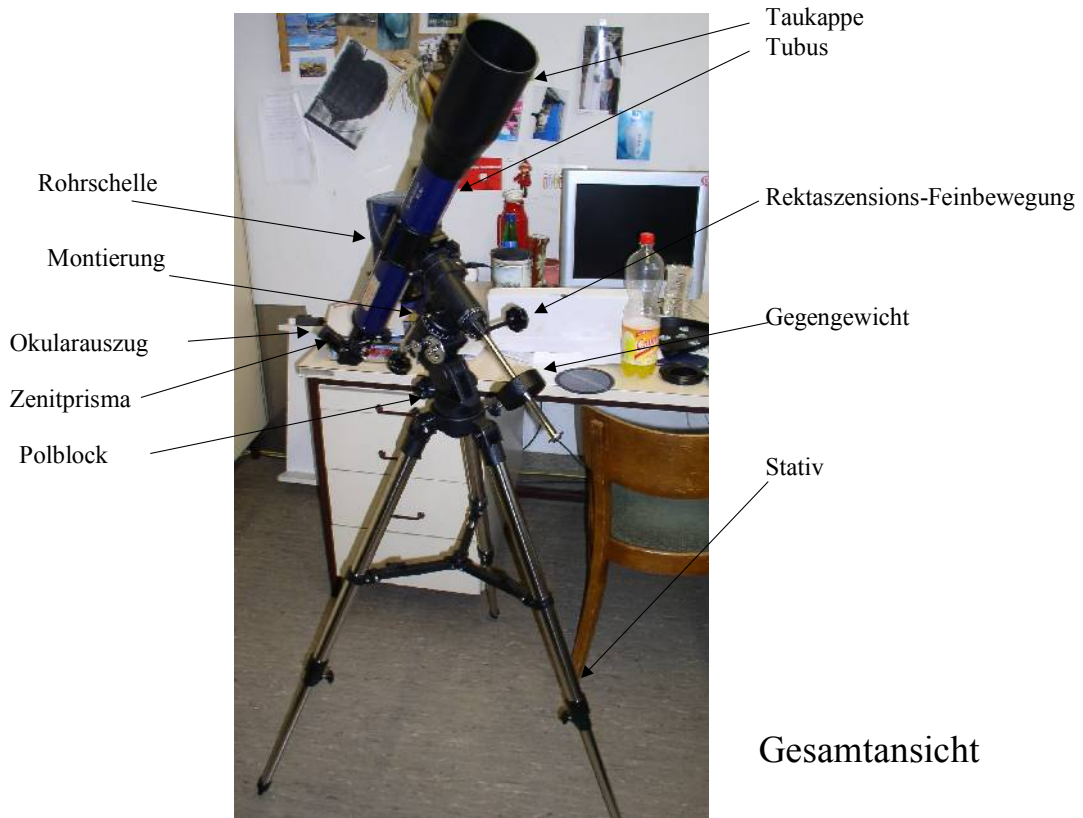 Taukappe
Tubus
Rohrschelle
Rektaszensions-Feinbewegung
Montierung
Gegengewicht
Okularauszug
Zenitprisma
Polblock
Stativ
Gesamtansicht